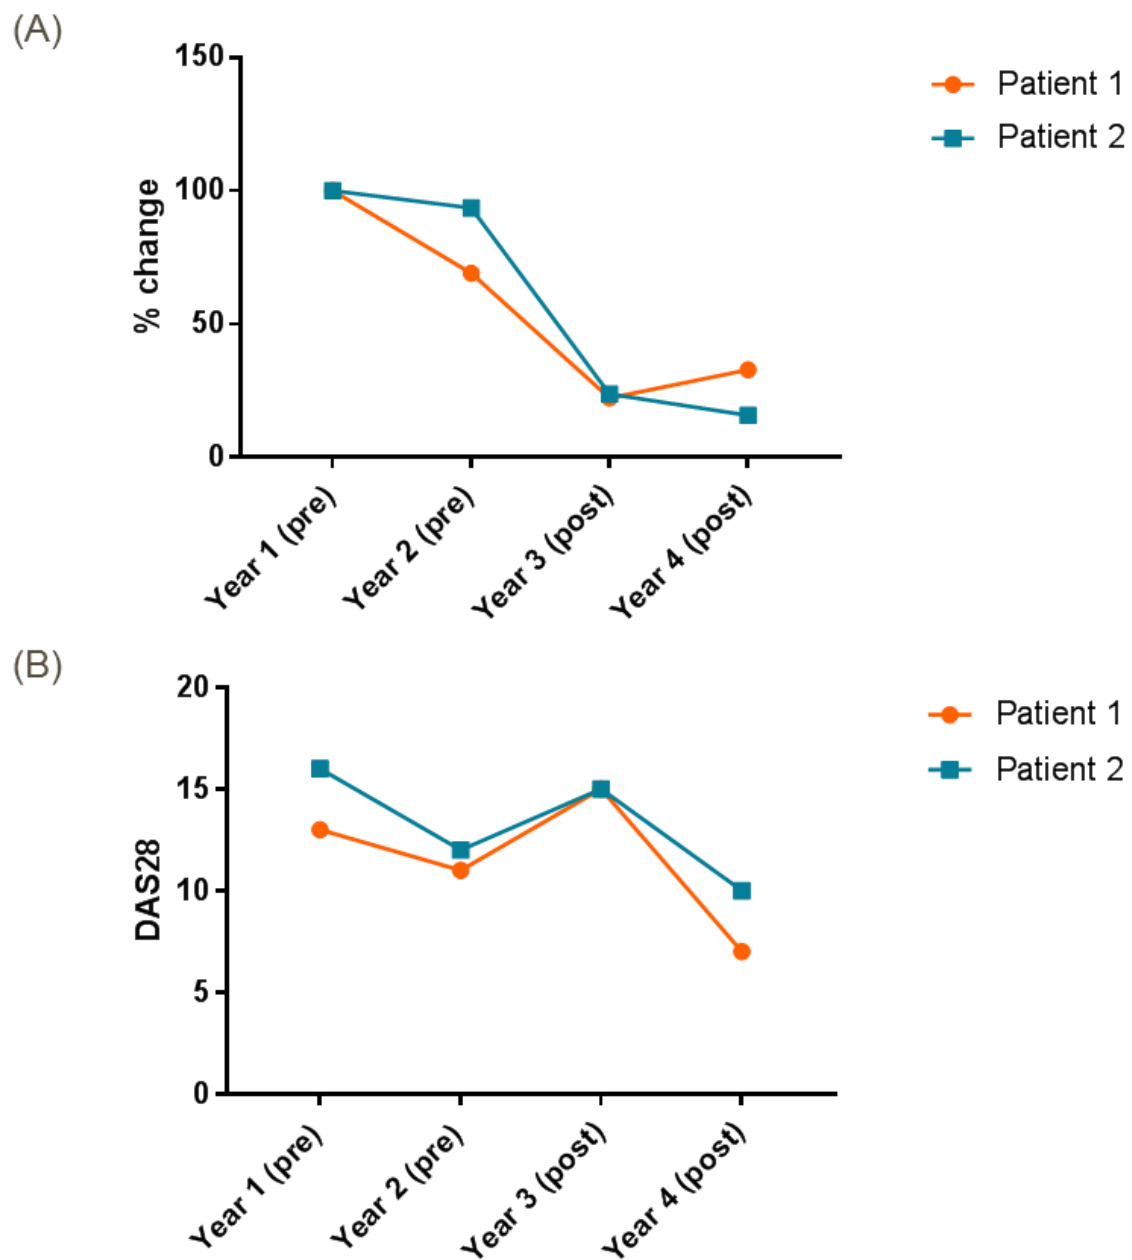 (A)
150
100
50
0
% change
Year 1 (pre)
Year 2 (pre)
Year 3 (post)
Year 4 (post)
Patient 1
Patient 2
(B)
20
15
10
5
0
DAS28
Year 1 (pre)
Year 2 (pre)
Year 3 (post)
Year 4 (post)
Patient 1
Patient 2